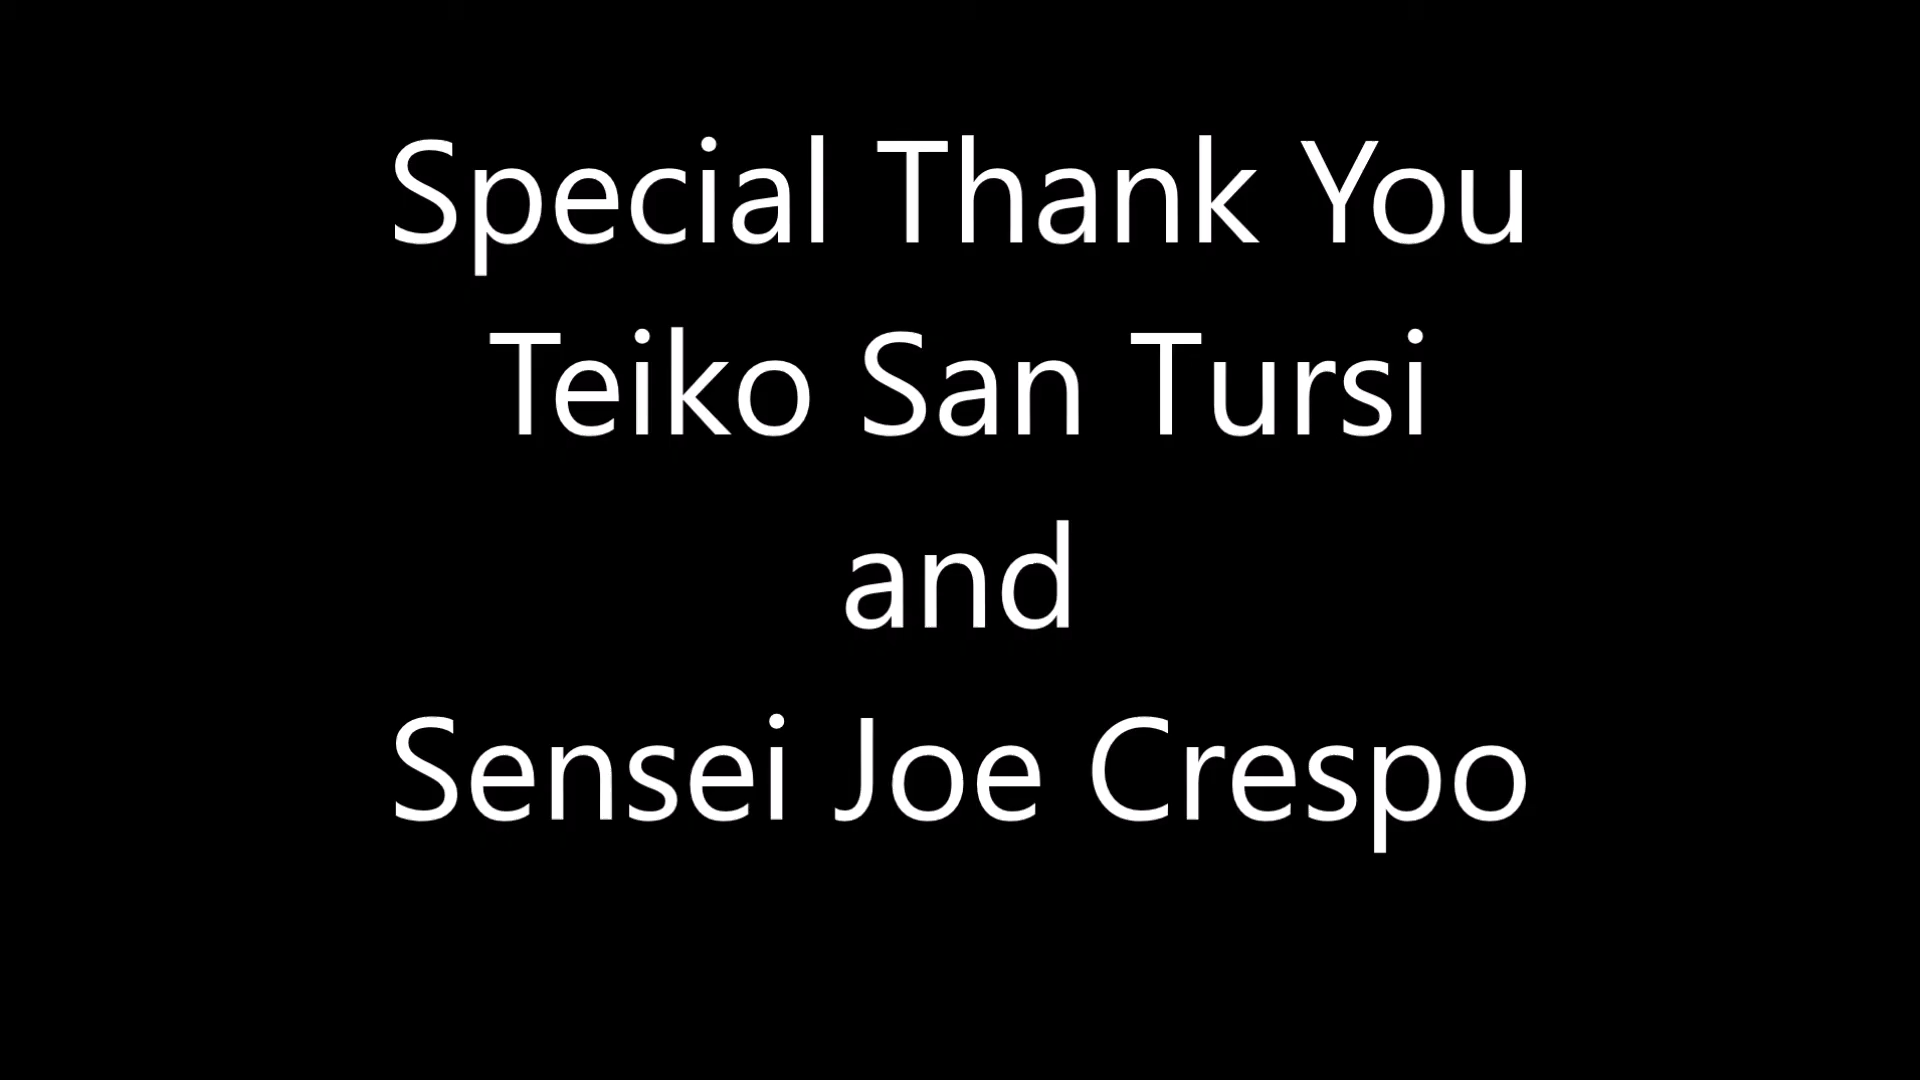 Special Thank You
Teiko San Tursi
and
Sensei Joe Crespo